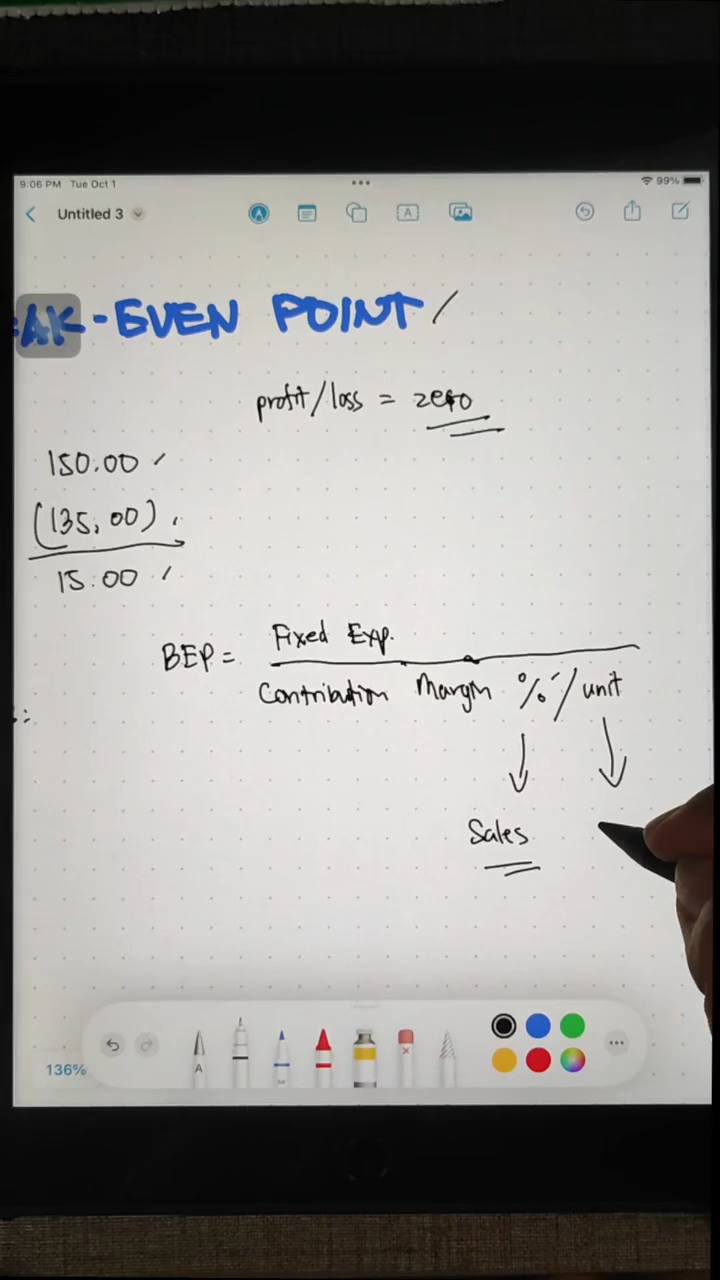 9:06 PM Tue Oct 1
99%
Untitled 3
A
AK-EVEN POINT/
profit/loss = zero
150.00
(135,00)
15.00
BEP = Fixed Exp.
Contribution Margin %/unit
s:
Sales
A
136%